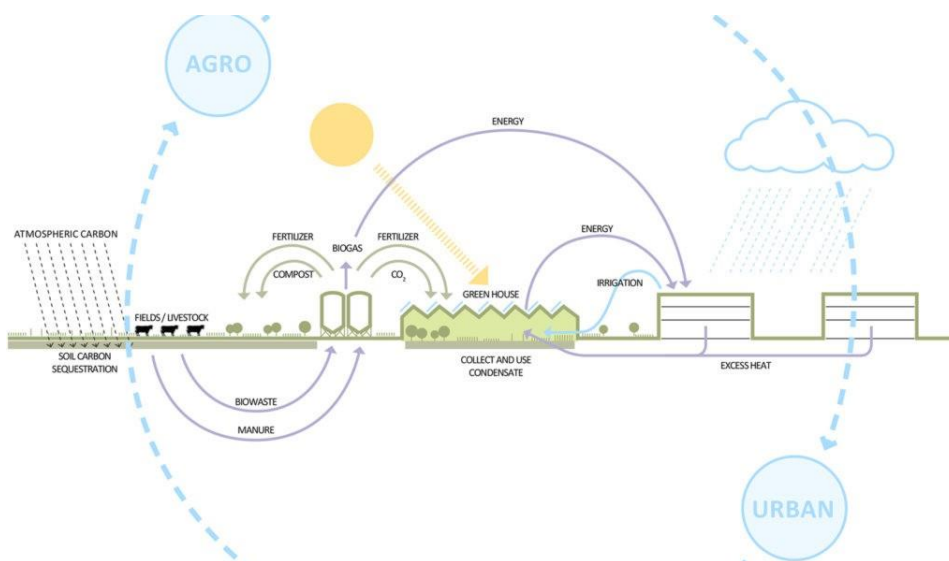 AGRO
ENERGY
ATMOSPHERIC CARBON
FERTILIZER
FERTILIZER
BIOGAS
ENERGY
COMPOST
CO₂
IRRIGATION
GREEN HOUSE
FIELDS / LIVESTOCK
SOIL CARBON
SEQUESTRATION
COLLECT AND USE
CONDENSATE
EXCESS HEAT
BIOWASTE
MANURE
URBAN